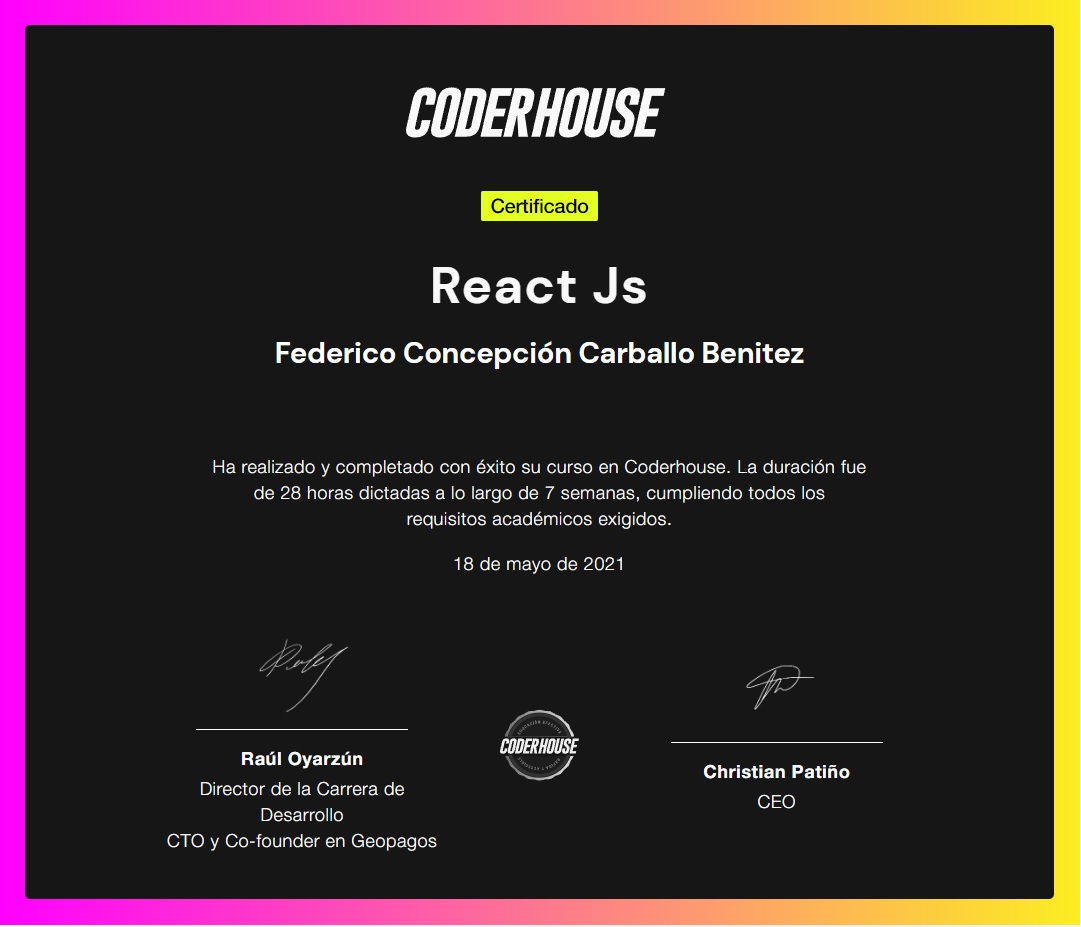 CODERHOUSE
Certificado
React Js
Federico Concepción Carballo Benitez
Ha realizado y completado con éxito su curso en Coderhouse. La duración fue
de 28 horas dictadas a lo largo de 7 semanas, cumpliendo todos los
requisitos académicos exigidos.
18 de mayo de 2021
Raúl Oyarzún
Director de la Carrera de
Desarrollo
CTO y Co-founder en Geopagos
CODERHOUSE
Christian Patiño
CEO